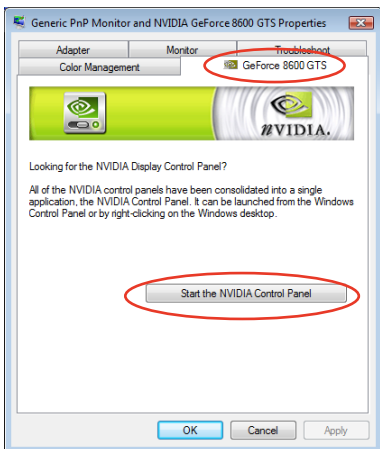 Generic PnP Monitor and NVIDIA GeForce 8600 GTS Properties
Adapter Monitor Troubleshoot
Color Management GeForce 8600 GTS
NVIDIA.
Looking for the NVIDIA Display Control Panel?
All of the NVIDIA control panels have been consolidated into a single
application, the NVIDIA Control Panel. It can be launched from the Windows
Control Panel or by right-clicking on the Windows desktop.
Start the NVIDIA Control Panel
OK Cancel Apply